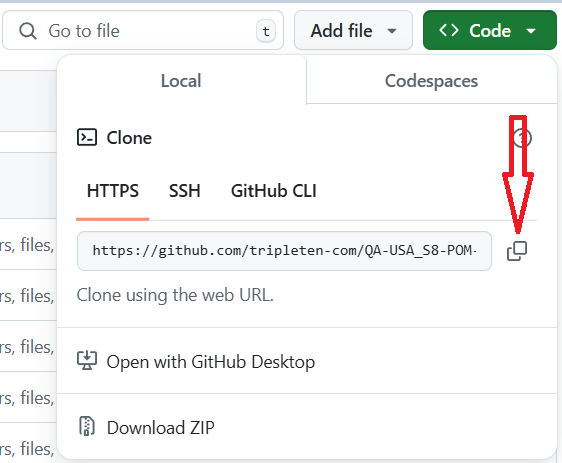 Go to file t Add file <> Code
Local Codespaces
Clone ?
HTTPS SSH GitHub CLI
https://github.com/tripleten-com/QA-USA_S8-POM-
rs, files,
Clone using the web URL.
rs, files,
rs, files,
Open with GitHub Desktop
rs, files,
Download ZIP
rs, files,